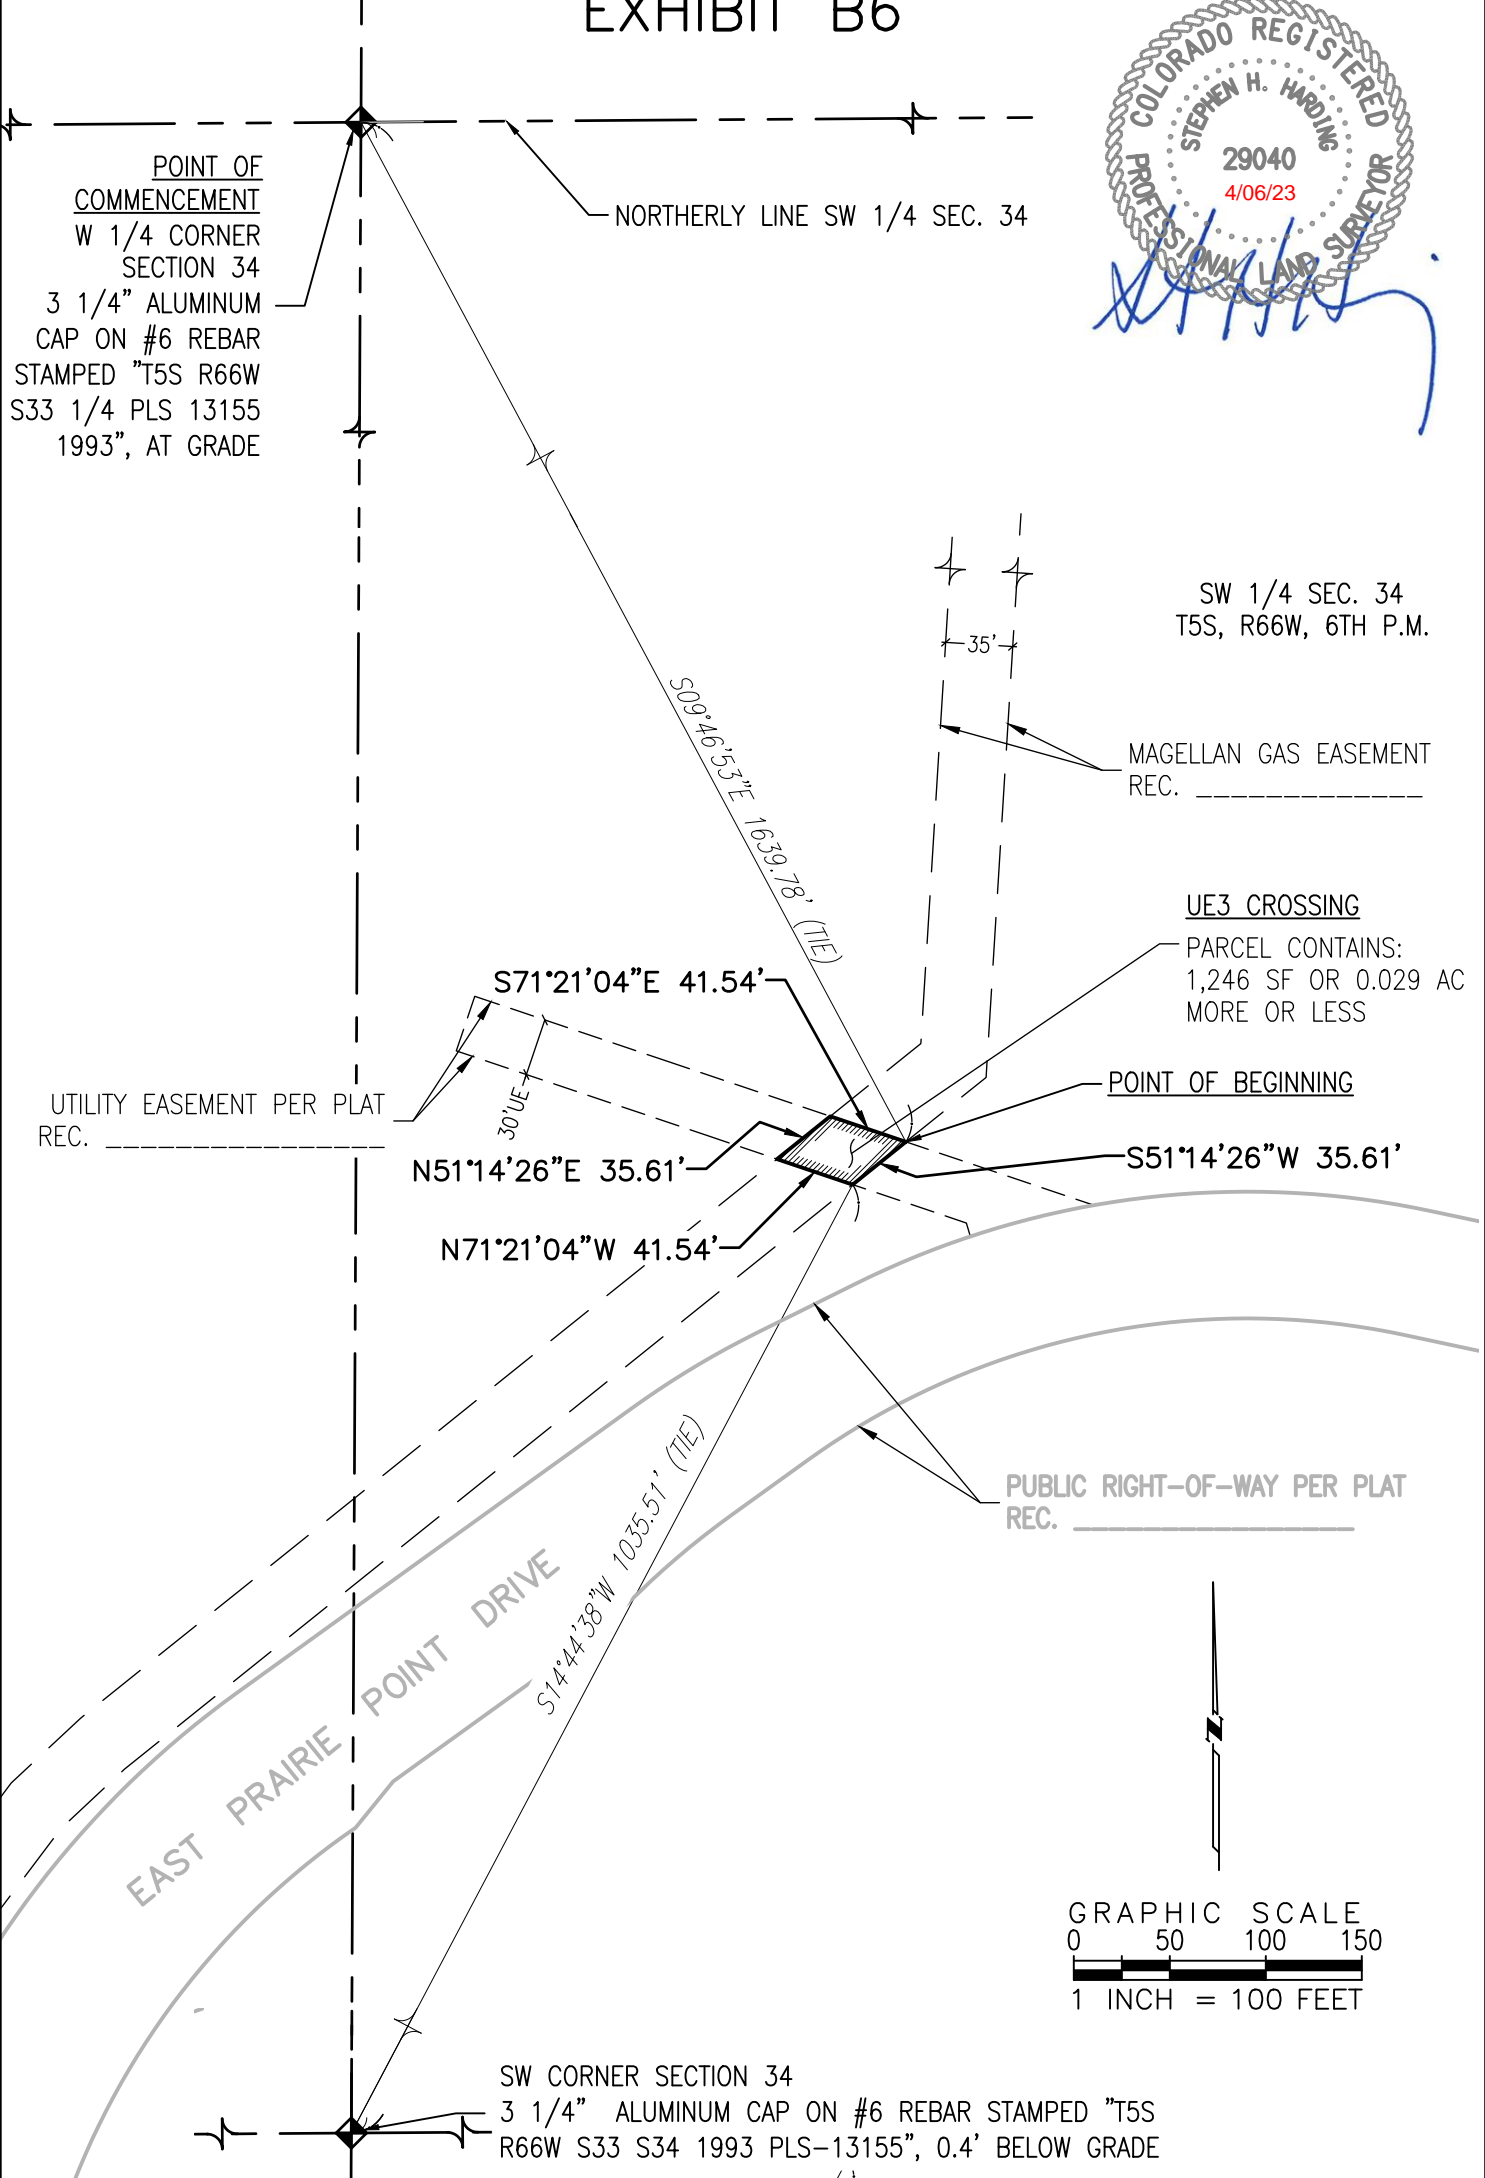 EXHIBIT B6
COLORADO REGISTERED
PROFESSIONAL LAND SURVEYOR
STEPHEN H. HARDING
29040
4/06/23
POINT OF
COMMENCEMENT
W 1/4 CORNER
SECTION 34
3 1/4" ALUMINUM
CAP ON #6 REBAR
STAMPED "T5S R66W
S33 1/4 PLS 13155
1993", AT GRADE
NORTHERLY LINE SW 1/4 SEC. 34
SW 1/4 SEC. 34
T5S, R66W, 6TH P.M.
35'
S09°46'53"E 1639.78' (TIE)
MAGELLAN GAS EASEMENT
REC. _____________
UE3 CROSSING
PARCEL CONTAINS:
1,246 SF OR 0.029 AC
MORE OR LESS
S71°21'04"E 41.54'
POINT OF BEGINNING
UTILITY EASEMENT PER PLAT
REC. ________________
30'UE
N51°14'26"E 35.61'
S51°14'26"W 35.61'
N71°21'04"W 41.54'
S14°44'38"W 1035.51' (TIE)
PUBLIC RIGHT-OF-WAY PER PLAT
REC. ________________
EAST PRAIRIE POINT DRIVE
N
GRAPHIC SCALE
0 50 100 150
1 INCH = 100 FEET
SW CORNER SECTION 34
3 1/4" ALUMINUM CAP ON #6 REBAR STAMPED "T5S
R66W S33 S34 1993 PLS-13155", 0.4' BELOW GRADE